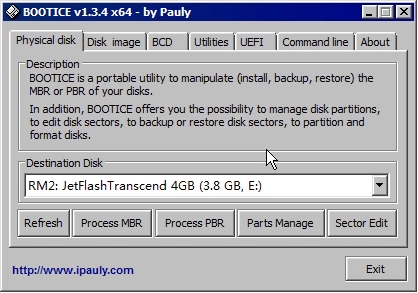 BOOTICE v1.3.4 x64 - by Pauly
Physical disk Disk image BCD Utilities UEFI Command line About
Description
BOOTICE is a portable utility to manipulate (install, backup, restore) the
MBR or PBR of your disks.
In addition, BOOTICE offers you the possibility to manage disk partitions,
to edit disk sectors, to backup or restore disk sectors, to partition and
format disks.
Destination Disk
RM2: JetFlashTranscend 4GB (3.8 GB, E:)
Refresh Process MBR Process PBR Parts Manage Sector Edit
http://www.ipauly.com Exit